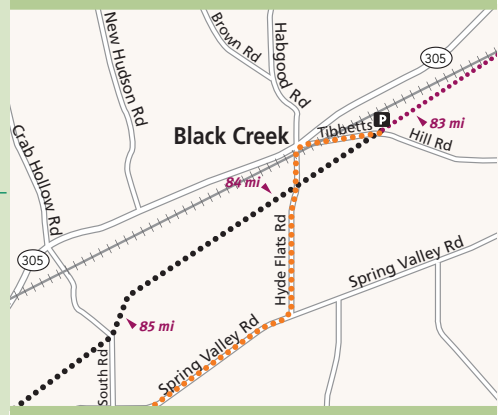 Brown Rd
Habgood Rd
New Hudson Rd
305
P
83 mi
Crab Hollow Rd
Black Creek
Tibbetts
Hill Rd
84 mi
Hyde Flats Rd
Spring Valley Rd
305
85 mi
South Rd
Spring Valley Rd